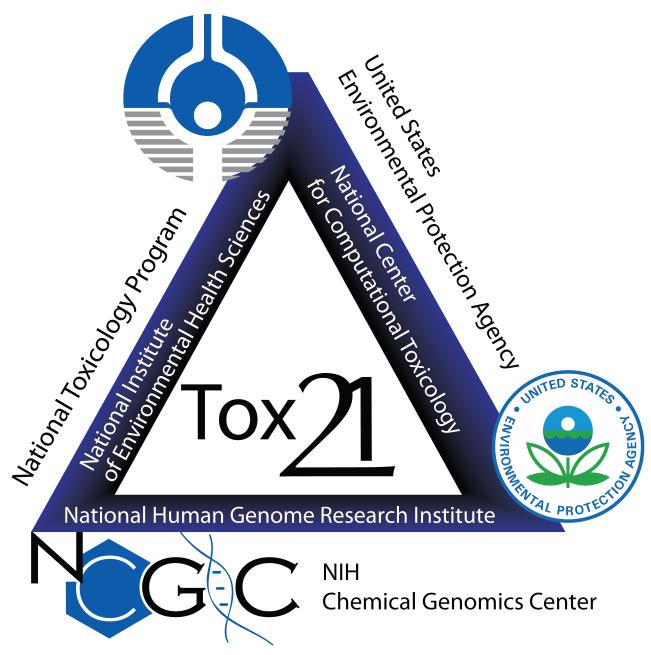 United States
Environmental Protection Agency
National Center
for Computational Toxicology
National Toxicology Program
National Institute
of Environmental Health Sciences
Tox21
• UNITED STATES •
ENVIRONMENTAL PROTECTION AGENCY
National Human Genome Research Institute
NCGC
NIH
Chemical Genomics Center